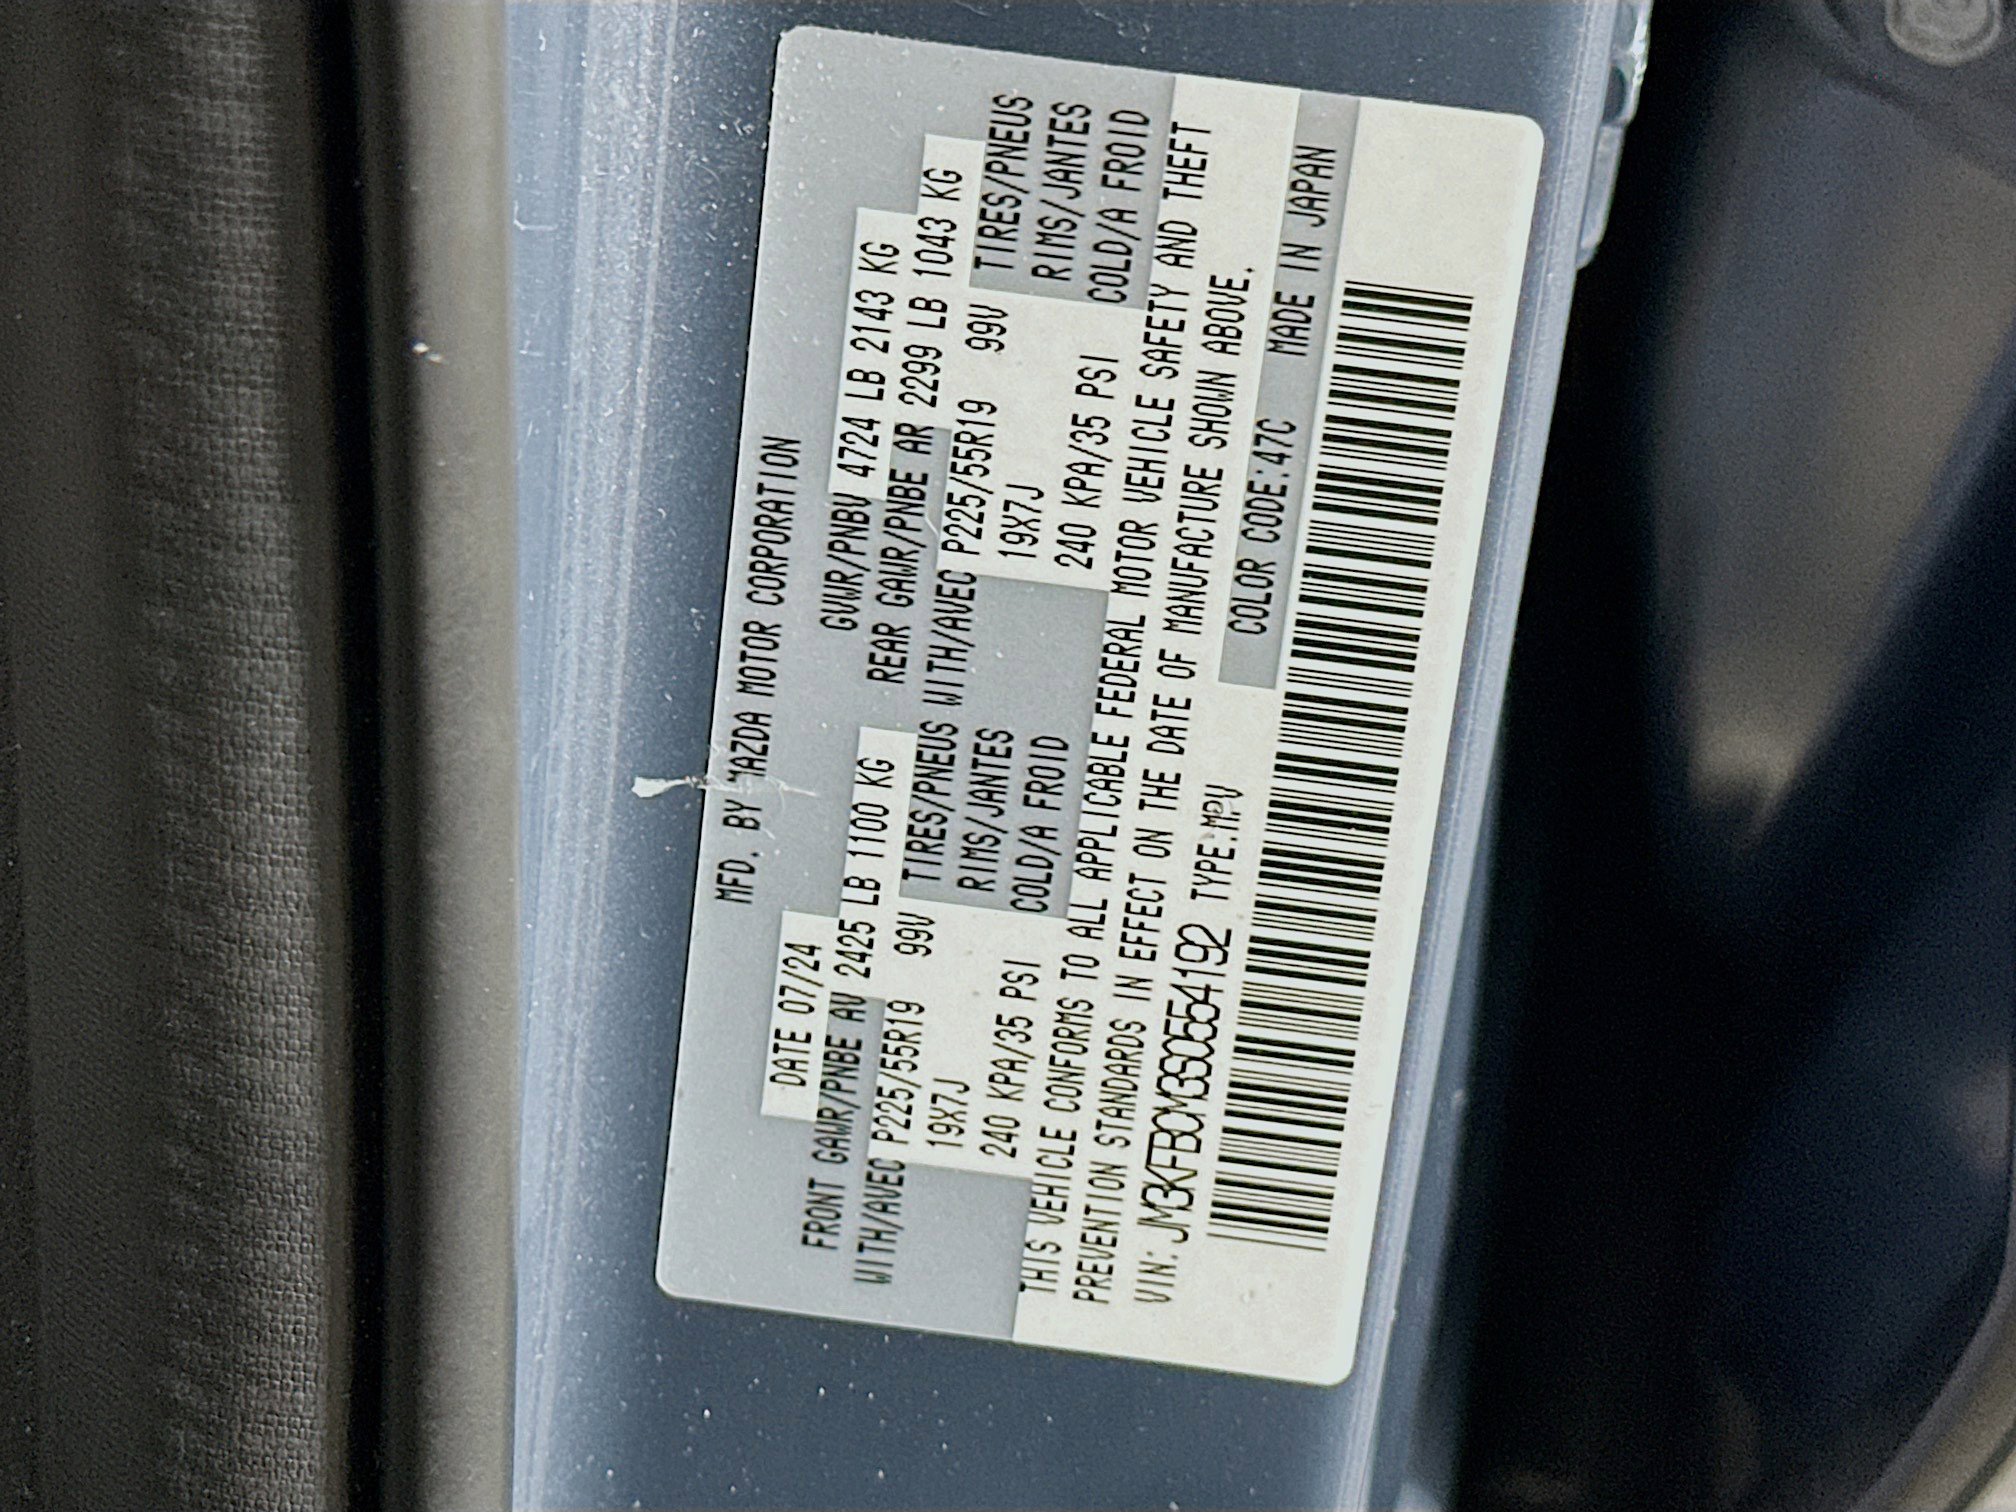 MFD. BY MAZDA MOTOR CORPORATION
DATE 07/24 GVWR/PNBV 4724 LB 2143 KG
FRONT GAWR/PNBE AV 2425 LB 1100 KG REAR GAWR/PNBE AR 2299 LB 1043 KG
WITH/AVEC P225/55R19 99V TIRES/PNEUS WITH/AVEC P225/55R19 99V TIRES/PNEUS
19X7J RIMS/JANTES 19X7J RIMS/JANTES
240 KPA/35 PSI COLD/A FROID 240 KPA/35 PSI COLD/A FROID
THIS VEHICLE CONFORMS TO ALL APPLICABLE FEDERAL MOTOR VEHICLE SAFETY AND THEFT
PREVENTION STANDARDS IN EFFECT ON THE DATE OF MANUFACTURE SHOWN ABOVE.
VIN: JM3KFBCM3S0554192 TYPE:MPV COLOR CODE:47C MADE IN JAPAN